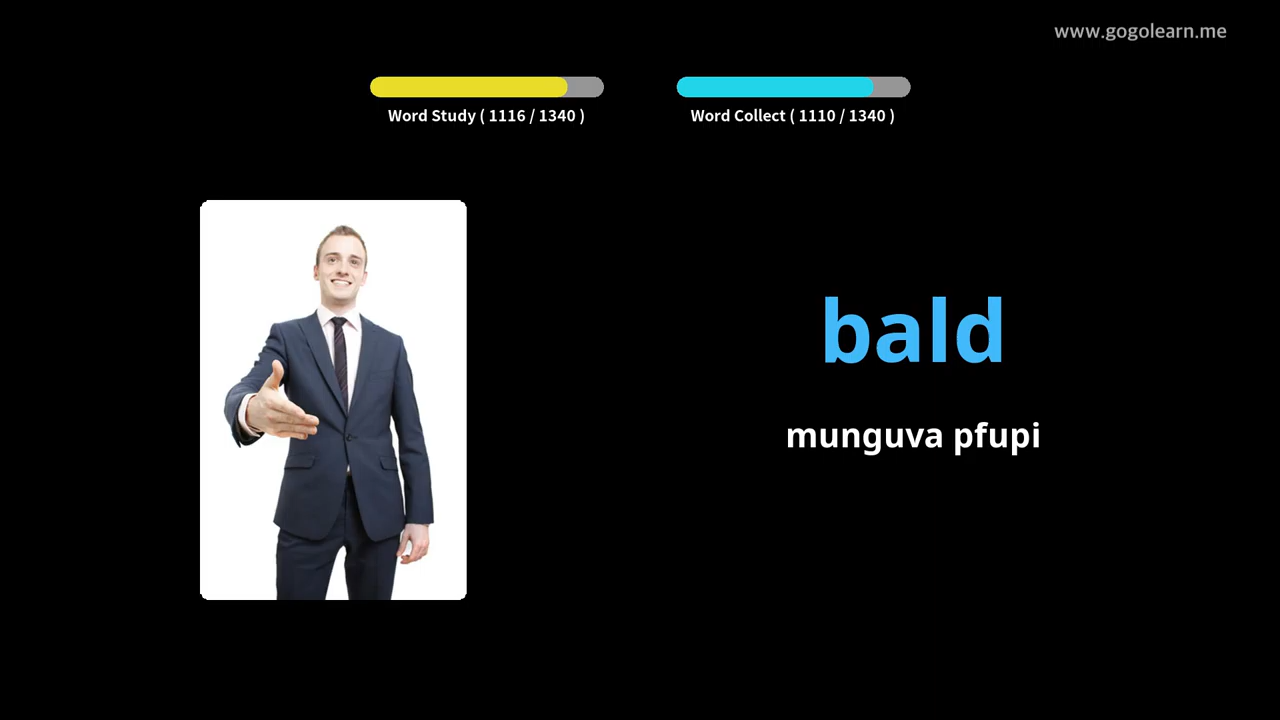 www.gogolearn.me
Word Study ( 1116 / 1340 )
Word Collect ( 1110 / 1340 )
bald
munguva pfupi